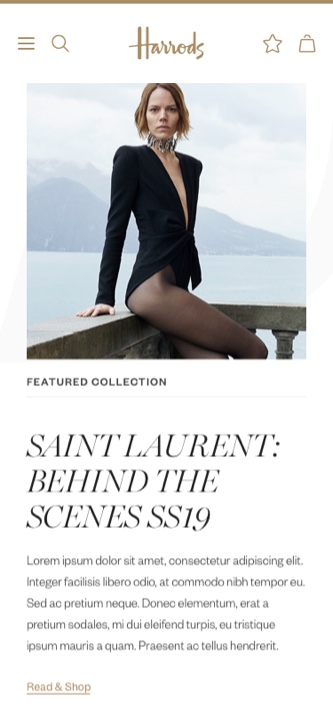 Harrods
FEATURED COLLECTION
SAINT LAURENT:
BEHIND THE
SCENES SS19
Lorem ipsum dolor sit amet, consectetur adipiscing elit.
Integer facilisis libero odio, at commodo nibh tempor eu.
Sed ac pretium neque. Donec elementum, erat a
pretium sodales, mi dui eleifend turpis, eu tristique
ipsum mauris a quam. Praesent ac tellus hendrerit.
Read & Shop